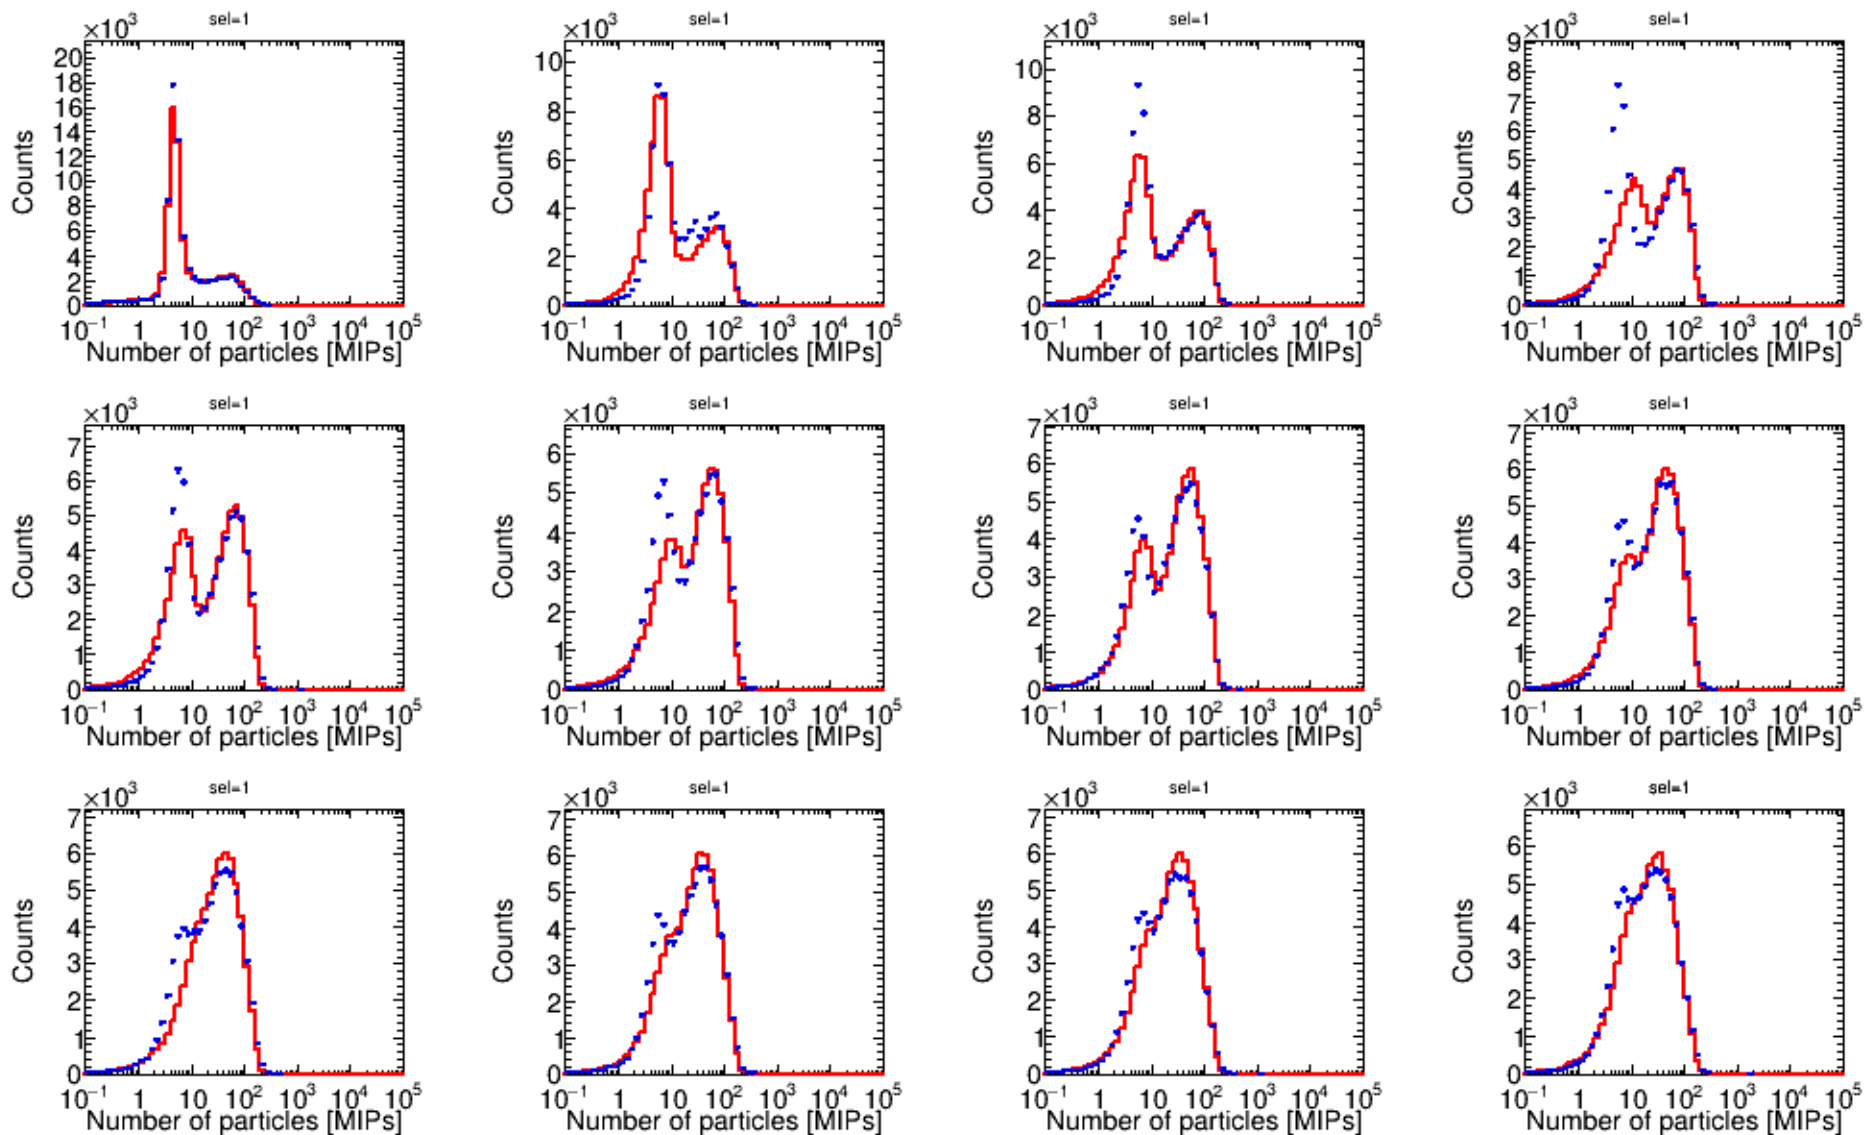 ×10³ sel=1 ×10³ sel=1 ×10³ sel=1 ×10³ sel=1
20 18 16 14 12 10 8 6 4 2 0
Counts
10⁻¹ 1 10 10² 10³ 10⁴ 10⁵
Number of particles [MIPs]
10 8 6 4 2 0
Counts
10⁻¹ 1 10 10² 10³ 10⁴ 10⁵
Number of particles [MIPs]
10 8 6 4 2 0
Counts
10⁻¹ 1 10 10² 10³ 10⁴ 10⁵
Number of particles [MIPs]
9 8 7 6 5 4 3 2 1 0
Counts
10⁻¹ 1 10 10² 10³ 10⁴ 10⁵
Number of particles [MIPs]
×10³ sel=1 ×10³ sel=1 ×10³ sel=1 ×10³ sel=1
7 6 5 4 3 2 1 0
Counts
10⁻¹ 1 10 10² 10³ 10⁴ 10⁵
Number of particles [MIPs]
6 5 4 3 2 1 0
Counts
10⁻¹ 1 10 10² 10³ 10⁴ 10⁵
Number of particles [MIPs]
7 6 5 4 3 2 1 0
Counts
10⁻¹ 1 10 10² 10³ 10⁴ 10⁵
Number of particles [MIPs]
7 6 5 4 3 2 1 0
Counts
10⁻¹ 1 10 10² 10³ 10⁴ 10⁵
Number of particles [MIPs]
×10³ sel=1 ×10³ sel=1 ×10³ sel=1 ×10³ sel=1
7 6 5 4 3 2 1 0
Counts
10⁻¹ 1 10 10² 10³ 10⁴ 10⁵
Number of particles [MIPs]
7 6 5 4 3 2 1 0
Counts
10⁻¹ 1 10 10² 10³ 10⁴ 10⁵
Number of particles [MIPs]
7 6 5 4 3 2 1 0
Counts
10⁻¹ 1 10 10² 10³ 10⁴ 10⁵
Number of particles [MIPs]
6 5 4 3 2 1 0
Counts
10⁻¹ 1 10 10² 10³ 10⁴ 10⁵
Number of particles [MIPs]